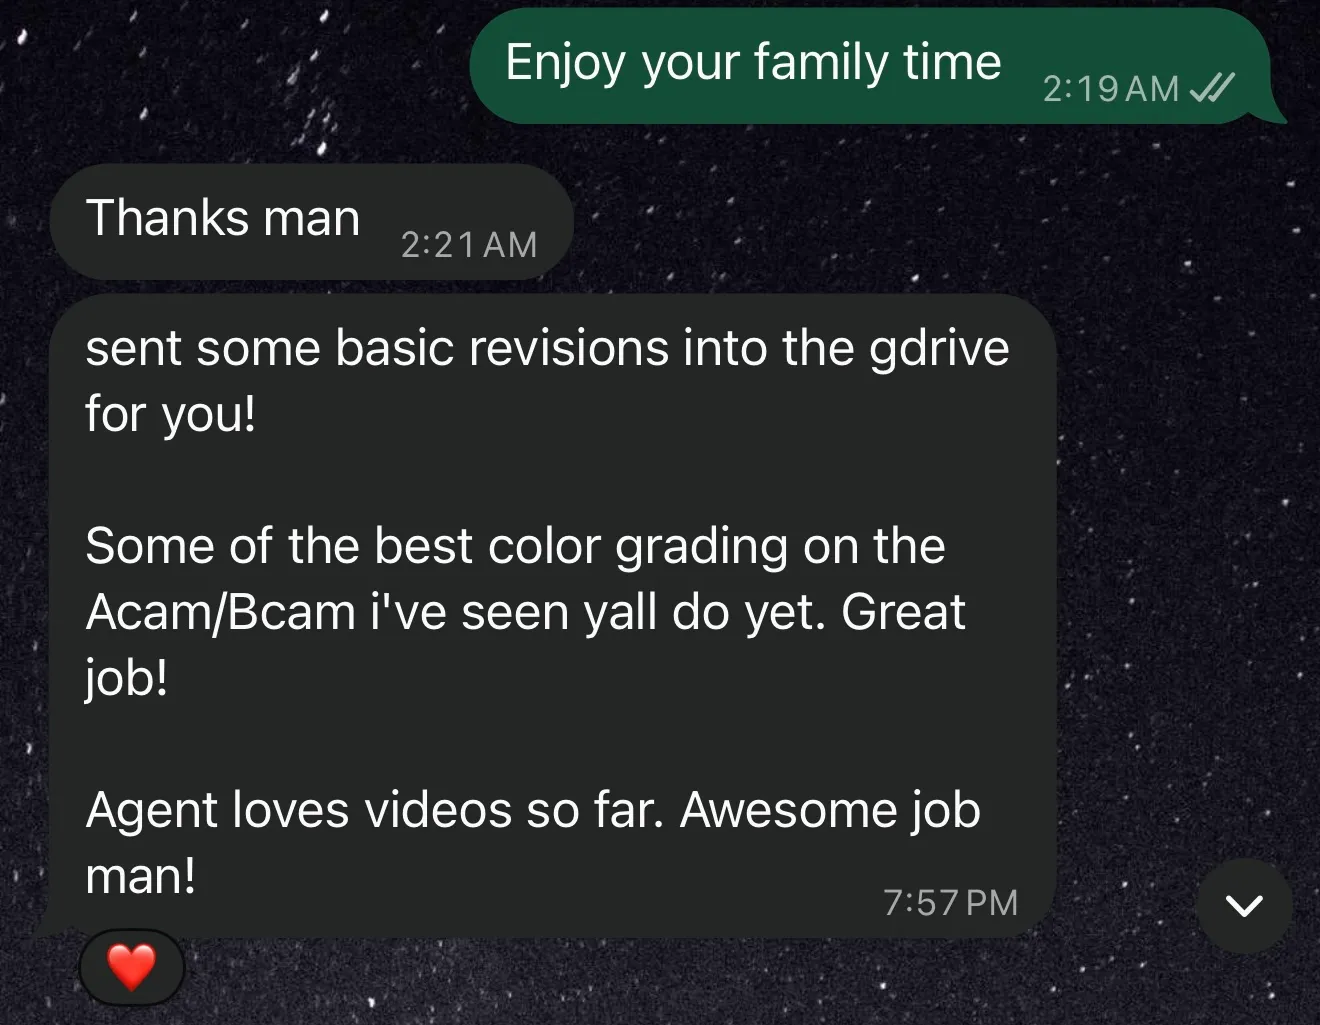 Enjoy your family time
2:19 AM
Thanks man
2:21 AM
sent some basic revisions into the gdrive
for you!
Some of the best color grading on the
Acam/Bcam i've seen yall do yet. Great
job!
Agent loves videos so far. Awesome job
man!
7:57 PM